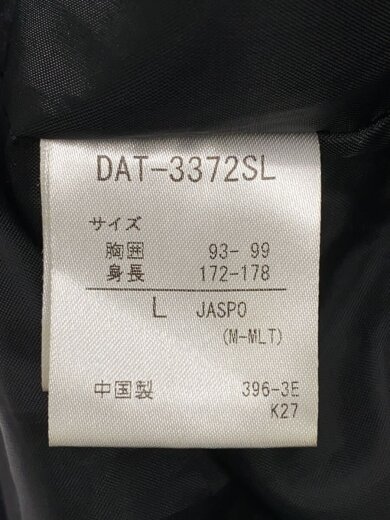 DAT-3372SL
サイズ
胸囲 93- 99
身長 172-178
L JASPO
(M-MLT)
中国製 396-3E
K27